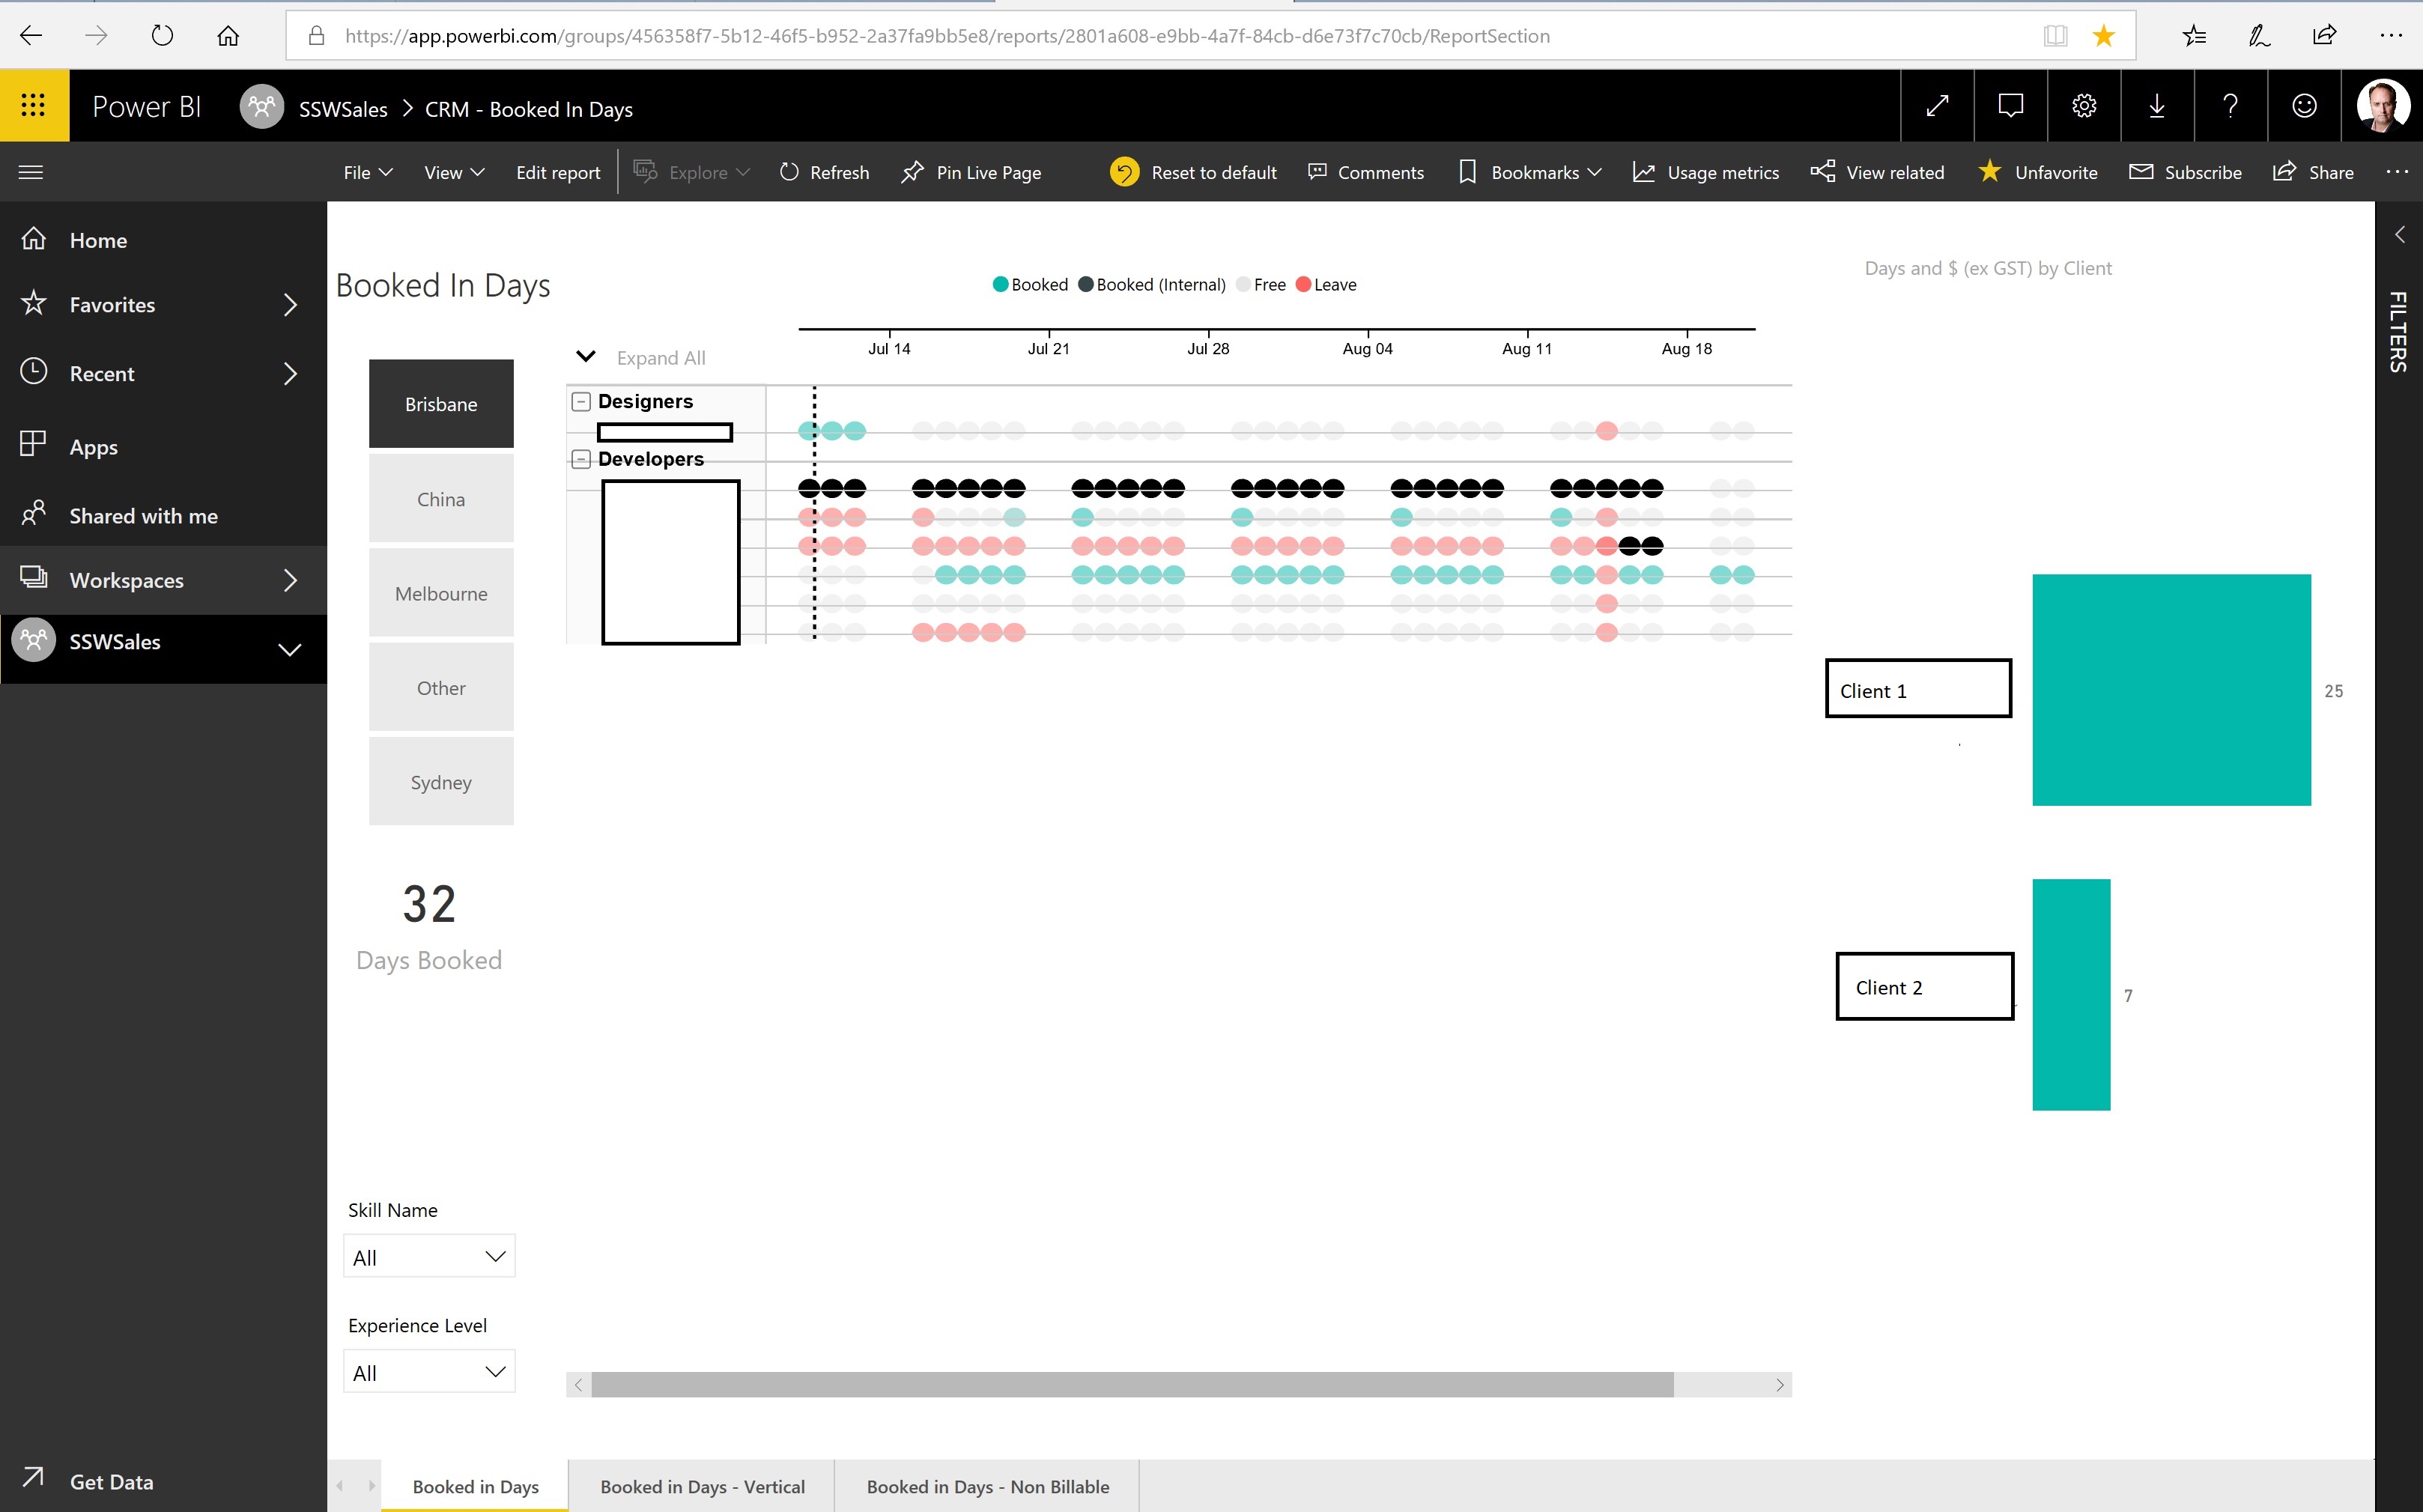 https://app.powerbi.com/groups/456358f7-5b12-46f5-b952-2a37fa9bb5e8/reports/2801a608-e9bb-4a7f-84cb-d6e73f7c70cb/ReportSection
Power BI
SSWSales > CRM - Booked In Days
File
View
Edit report
Explore
Refresh
Pin Live Page
Reset to default
Comments
Bookmarks
Usage metrics
View related
Unfavorite
Subscribe
Share
Home
Favorites
Recent
Apps
Shared with me
Workspaces
SSWSales
Get Data
Booked In Days
Booked Booked (Internal) Free Leave
Jul 14 Jul 21 Jul 28 Aug 04 Aug 11 Aug 18
Expand All
Designers
Developers
Brisbane
China
Melbourne
Other
Sydney
32
Days Booked
Skill Name
All
Experience Level
All
Days and $ (ex GST) by Client
Client 1
25
Client 2
7
FILTERS
Booked in Days
Booked in Days - Vertical
Booked in Days - Non Billable